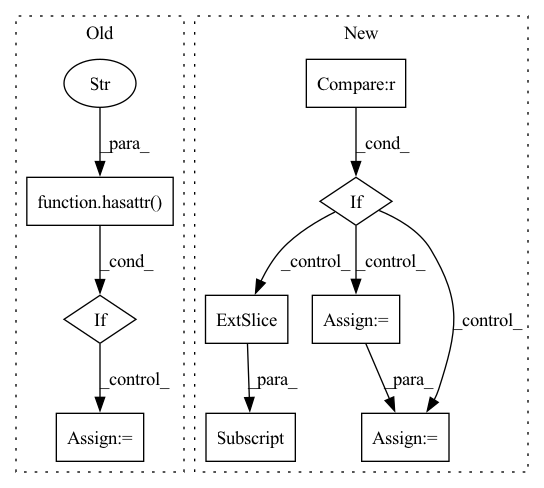 Old
New
Str
Compare:r
_para_
_cond_
function.hasattr()
If
_cond_
_control_
_control_
_control_
If
ExtSlice
Assign:=
_control_
_para_
_para_
Assign:=
Subscript
Assign:=